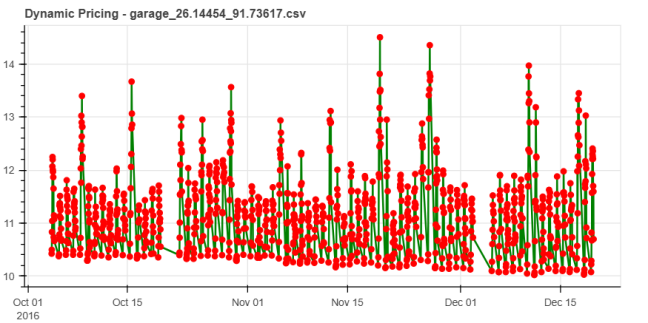 Dynamic Pricing - garage_26.14454_91.73617.csv
14
13
12
11
10
Oct 01
Oct 15
Nov 01
Nov 15
Dec 01
Dec 15
2016